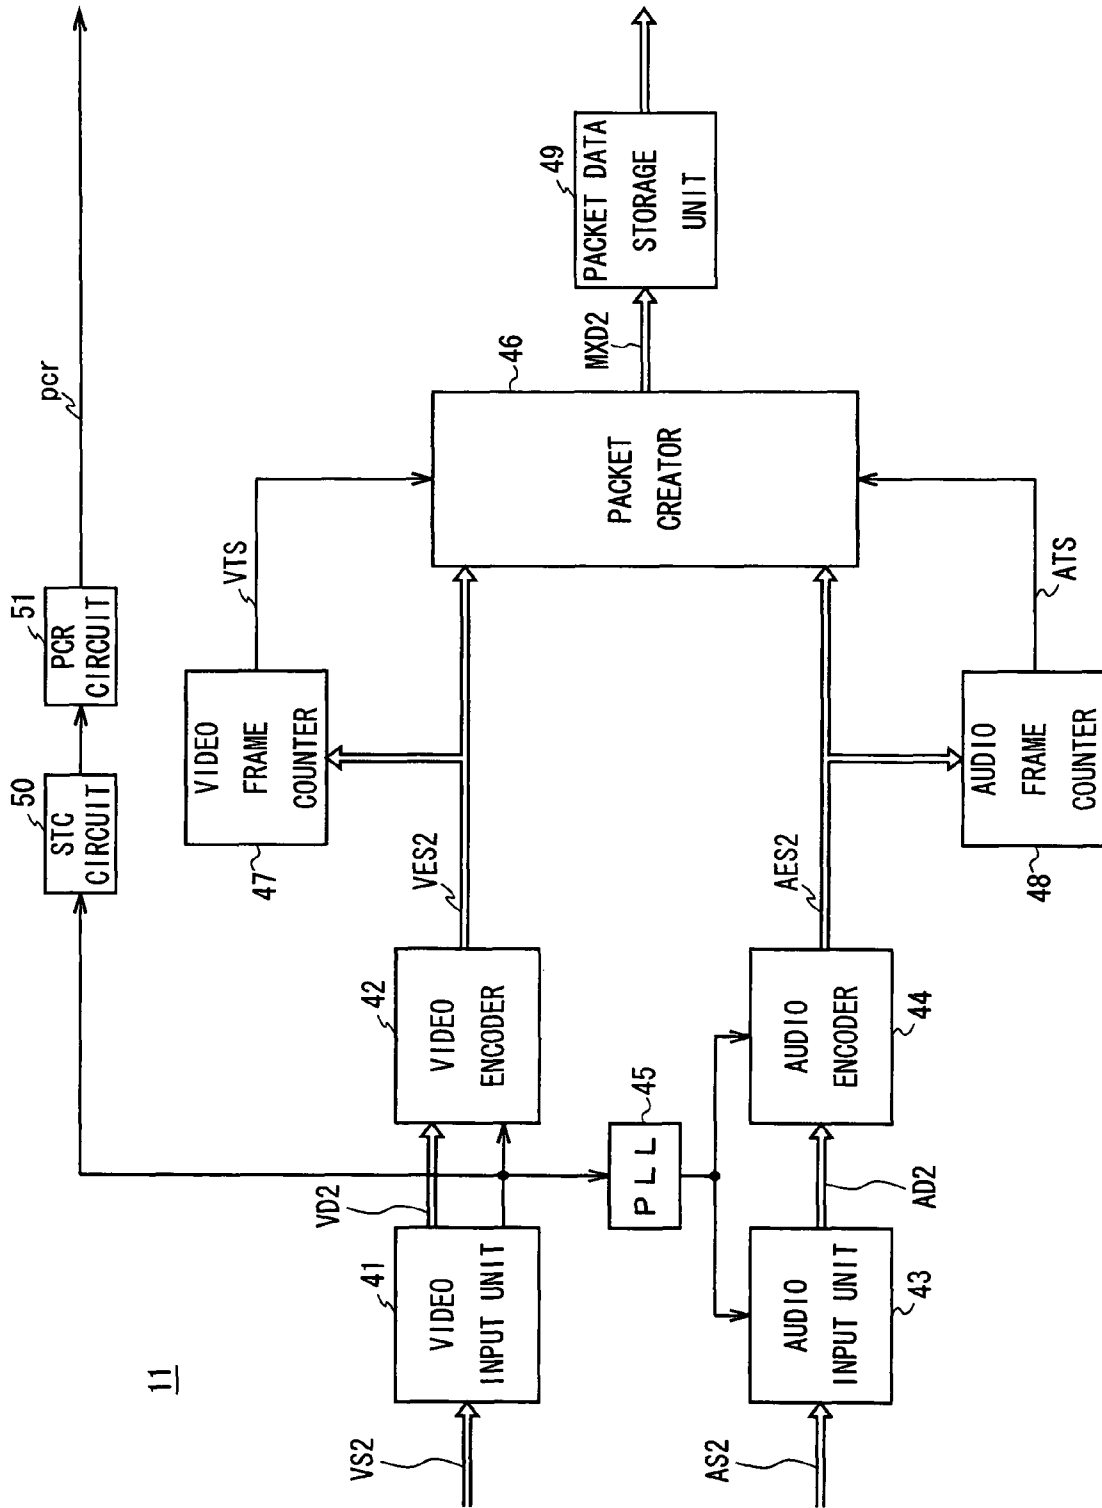 11
VS2
41
VIDEO
INPUT UNIT
VD2
42
VIDEO
ENCODER
VES2
47
VIDEO
FRAME
COUNTER
VTS
50
STC
CIRCUIT
51
PCR
CIRCUIT
pcr
45
PLL
AS2
AUDIO
INPUT UNIT
43
AD2
AUDIO
ENCODER
44
AES2
AUDIO
FRAME
COUNTER
48
ATS
46
PACKET
CREATOR
MXD2
49
PACKET DATA
STORAGE
UNIT